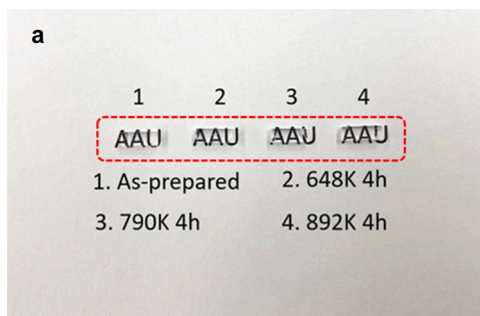 a
1 2 3 4
AAU AAU AAU AAU
1. As-prepared 2. 648K 4h
3. 790K 4h 4. 892K 4h